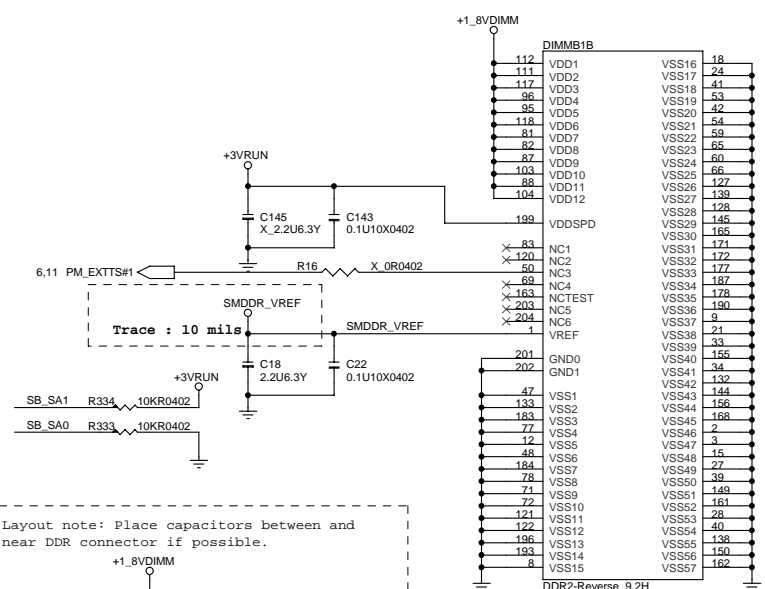 +1_8VDIMM
DIMMB1B
112 VDD1 VSS16 18
111 VDD2 VSS17 24
117 VDD3 VSS18 41
96 VDD4 VSS19 53
95 VDD5 VSS20 42
118 VDD6 VSS21 54
81 VDD7 VSS22 59
82 VDD8 VSS23 65
87 VDD9 VSS24 60
103 VDD10 VSS25 66
88 VDD11 VSS26 127
104 VDD12 VSS27 139
VSS28 128
199 VDDSPD VSS29 145
VSS30 165
83 NC1 VSS31 171
120 NC2 VSS32 172
50 NC3 VSS33 177
69 NC4 VSS34 187
163 NCTEST VSS35 178
203 NC5 VSS36 190
204 NC6 VSS37 9
1 VREF VSS38 21
VSS39 33
201 GND0 VSS40 155
202 GND1 VSS41 34
VSS42 132
47 VSS1 VSS43 144
133 VSS2 VSS44 156
183 VSS3 VSS45 168
77 VSS4 VSS46 2
12 VSS5 VSS47 3
48 VSS6 VSS48 15
184 VSS7 VSS49 27
78 VSS8 VSS50 39
71 VSS9 VSS51 149
72 VSS10 VSS52 161
121 VSS11 VSS53 28
122 VSS12 VSS54 40
196 VSS13 VSS55 138
193 VSS14 VSS56 150
8 VSS15 VSS57 162
DDR2-Reverse_9.2H
+3VRUN
C145
X_2.2U6.3Y
C143
0.1U10X0402
6,11 PM_EXTTS#1
R16 X_0R0402
SMDDR_VREF
Trace : 10 mils
SMDDR_VREF
C18
2.2U6.3Y
C22
0.1U10X0402
+3VRUN
SB_SA1 R334 10KR0402
SB_SA0 R333 10KR0402
Layout note: Place capacitors between and
near DDR connector if possible.
+1_8VDIMM